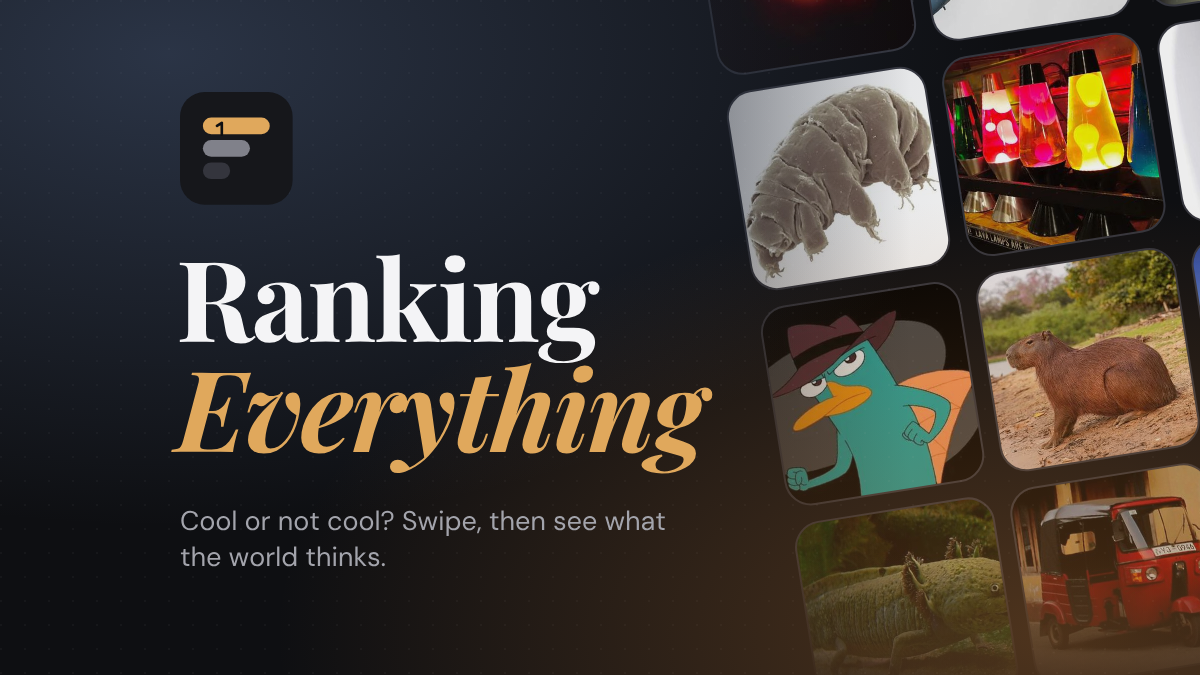 1
Ranking
Everything
Cool or not cool? Swipe, then see what
the world thinks.